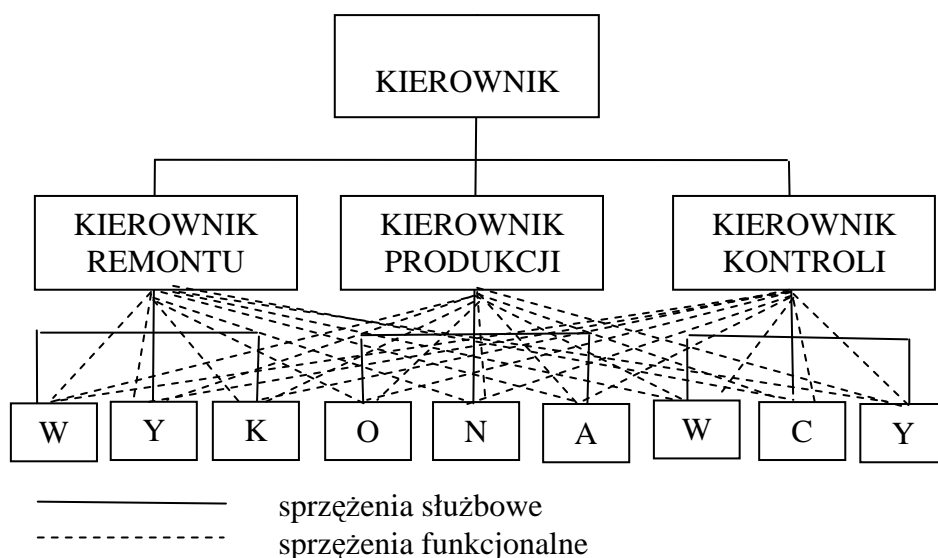 KIEROWNIK
KIEROWNIK KIEROWNIK KIEROWNIK
REMONTU PRODUKCJI KONTROLI
W Y K O N A W C Y
sprzężenia służbowe
sprzężenia funkcjonalne